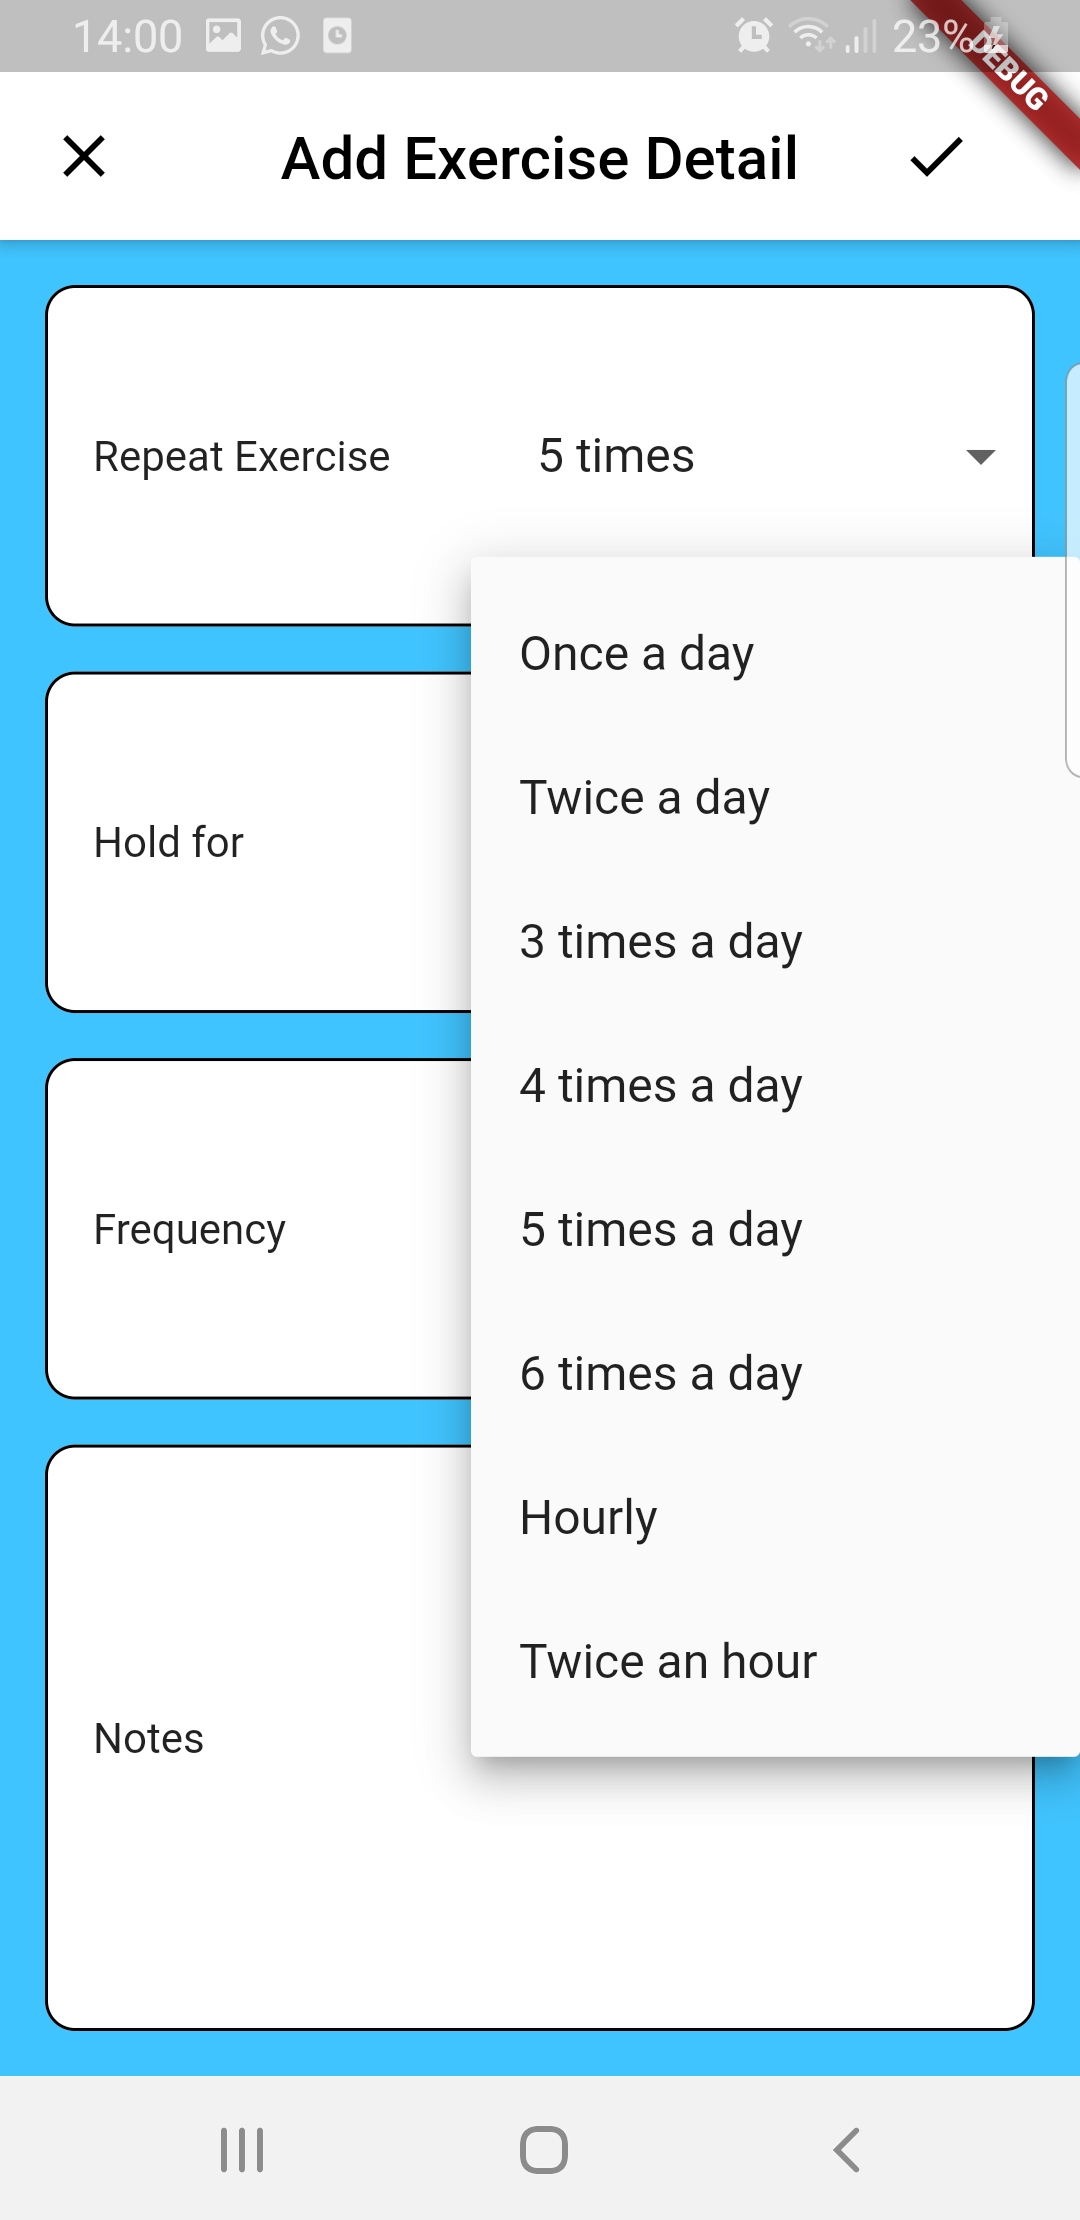 14:00
23%
DEBUG
Add Exercise Detail
Repeat Exercise
5 times
Once a day
Twice a day
3 times a day
Hold for
4 times a day
5 times a day
Frequency
6 times a day
Hourly
Twice an hour
Notes